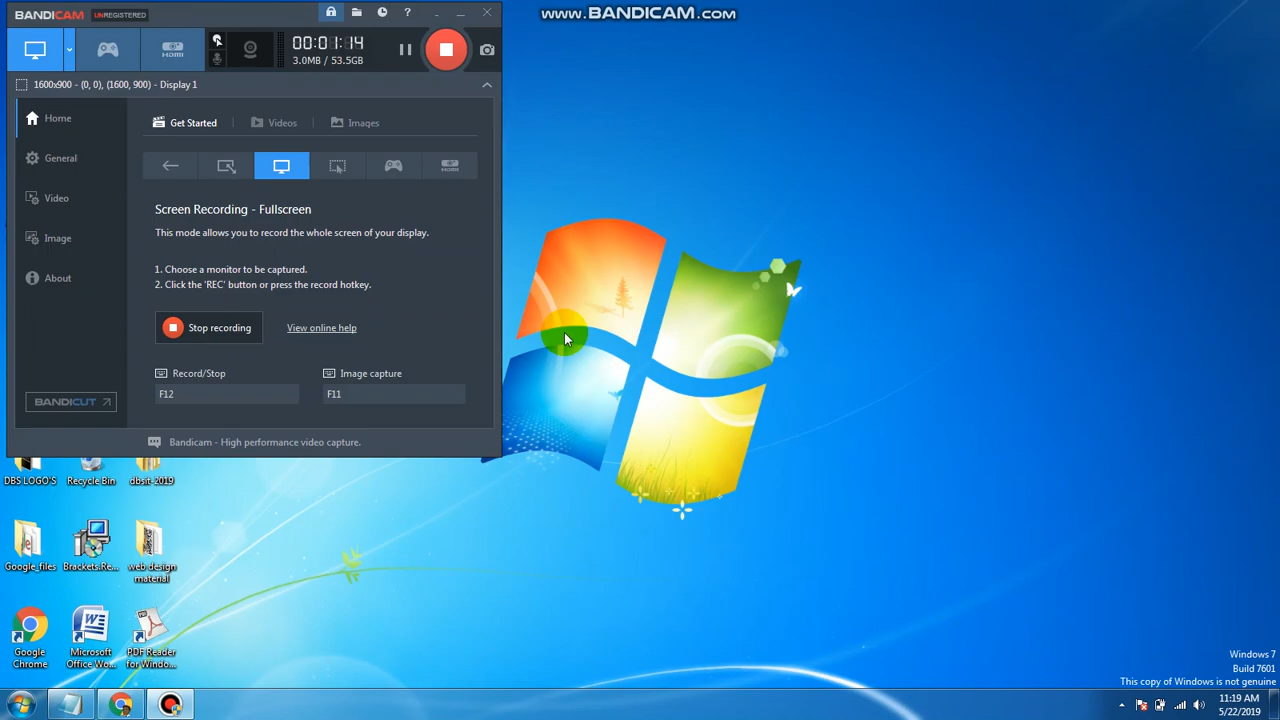 BANDICAM UNREGISTERED
www.BANDICAM.com
HDMI
00:01:14
3.0MB / 53.5GB
1600x900 - (0, 0), (1600, 900) - Display 1
Home
General
Video
Image
About
BANDICUT
Get Started
Videos
Images
HDMI
Screen Recording - Fullscreen
This mode allows you to record the whole screen of your display.
1. Choose a monitor to be captured.
2. Click the 'REC' button or press the record hotkey.
Stop recording
View online help
Record/Stop
Image capture
F12
F11
Bandicam - High performance video capture.
DBS LOGO'S
Recycle Bin
dbsit-2019
Google_files
Brackets.Re...
web design
material
Google
Chrome
Microsoft
Office Wo...
PDF Reader
for Windo...
Windows 7
Build 7601
This copy of Windows is not genuine
11:19 AM
5/22/2019